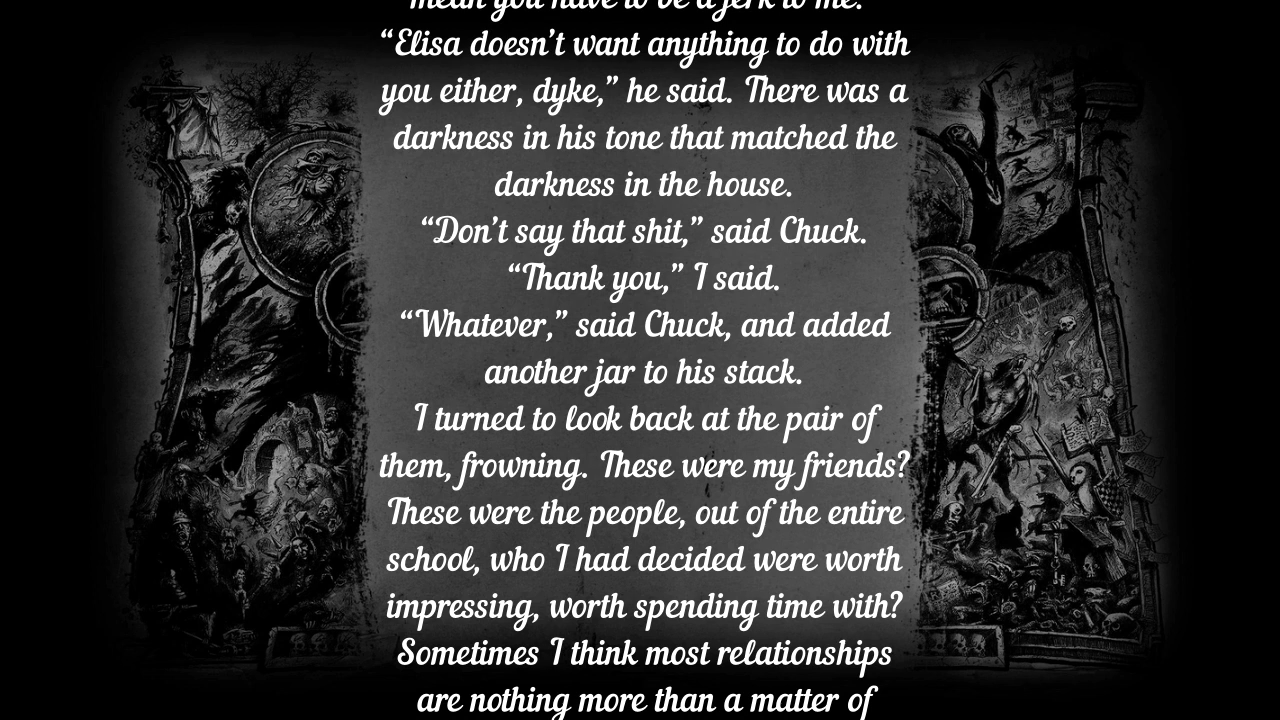 mean you have to be a jerk to me.”
“Elisa doesn’t want anything to do with
you either, dyke,” he said. There was a
darkness in his tone that matched the
darkness in the house.
“Don’t say that shit,” said Chuck.
“Thank you,” I said.
“Whatever,” said Chuck, and added
another jar to his stack.
I turned to look back at the pair of
them, frowning. These were my friends?
These were the people, out of the entire
school, who I had decided were worth
impressing, worth spending time with?
Sometimes I think most relationships
are nothing more than a matter of